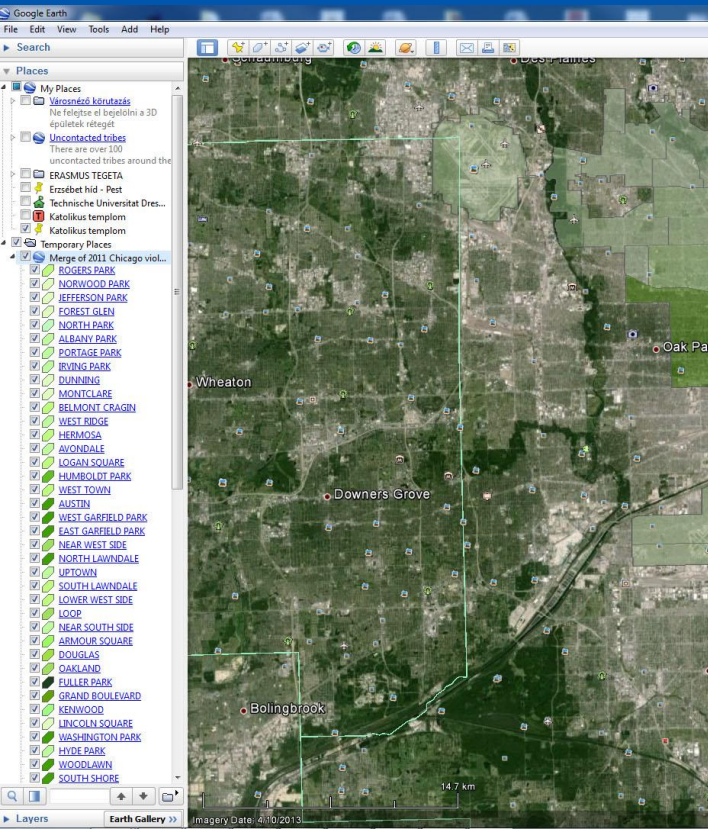 Google Earth
File Edit View Tools Add Help
Search
Places
My Places
Városnéző körutazás
Ne felejtse el bejelölni a 3D
épületek rétegét
Uncontacted tribes
There are over 100
uncontacted tribes around the
ERASMUS TEGETA
Erzsébet híd - Pest
Technische Universitat Dres...
T Katolikus templom
Katolikus templom
Temporary Places
Merge of 2011 Chicago viol...
ROGERS PARK
NORWOOD PARK
JEFFERSON PARK
FOREST GLEN
NORTH PARK
ALBANY PARK
PORTAGE PARK
IRVING PARK
DUNNING
MONTCLARE
BELMONT CRAGIN
WEST RIDGE
HERMOSA
AVONDALE
LOGAN SQUARE
HUMBOLDT PARK
WEST TOWN
AUSTIN
WEST GARFIELD PARK
EAST GARFIELD PARK
NEAR WEST SIDE
NORTH LAWNDALE
UPTOWN
SOUTH LAWNDALE
LOWER WEST SIDE
LOOP
NEAR SOUTH SIDE
ARMOUR SQUARE
DOUGLAS
OAKLAND
FULLER PARK
GRAND BOULEVARD
KENWOOD
LINCOLN SQUARE
WASHINGTON PARK
HYDE PARK
WOODLAWN
SOUTH SHORE
Layers
Earth Gallery >>
Schaumburg
Des Plaines
Oak Pa
Wheaton
Downers Grove
Bolingbrook
14.7 km
Imagery Date: 4/10/2013